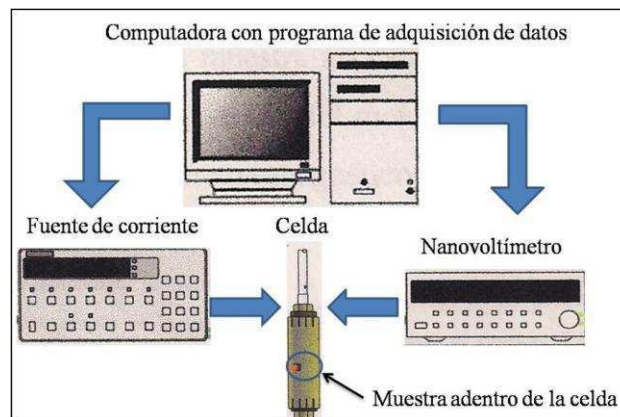 Computadora con programa de adquisición de datos
Fuente de corriente
Celda
Nanovoltímetro
Muestra adentro de la celda